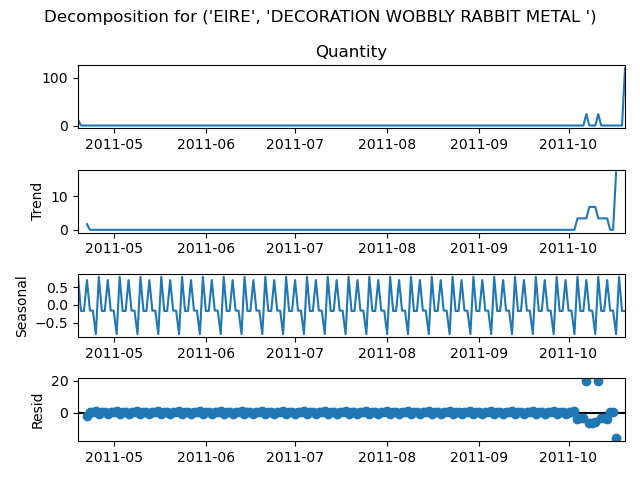 Decomposition for ('EIRE', 'DECORATION WOBBLY RABBIT METAL ')
Quantity
100
0
2011-05 2011-06 2011-07 2011-08 2011-09 2011-10
Trend
10
0
2011-05 2011-06 2011-07 2011-08 2011-09 2011-10
Seasonal
0.5
0.0
−0.5
2011-05 2011-06 2011-07 2011-08 2011-09 2011-10
Resid
20
0
2011-05 2011-06 2011-07 2011-08 2011-09 2011-10